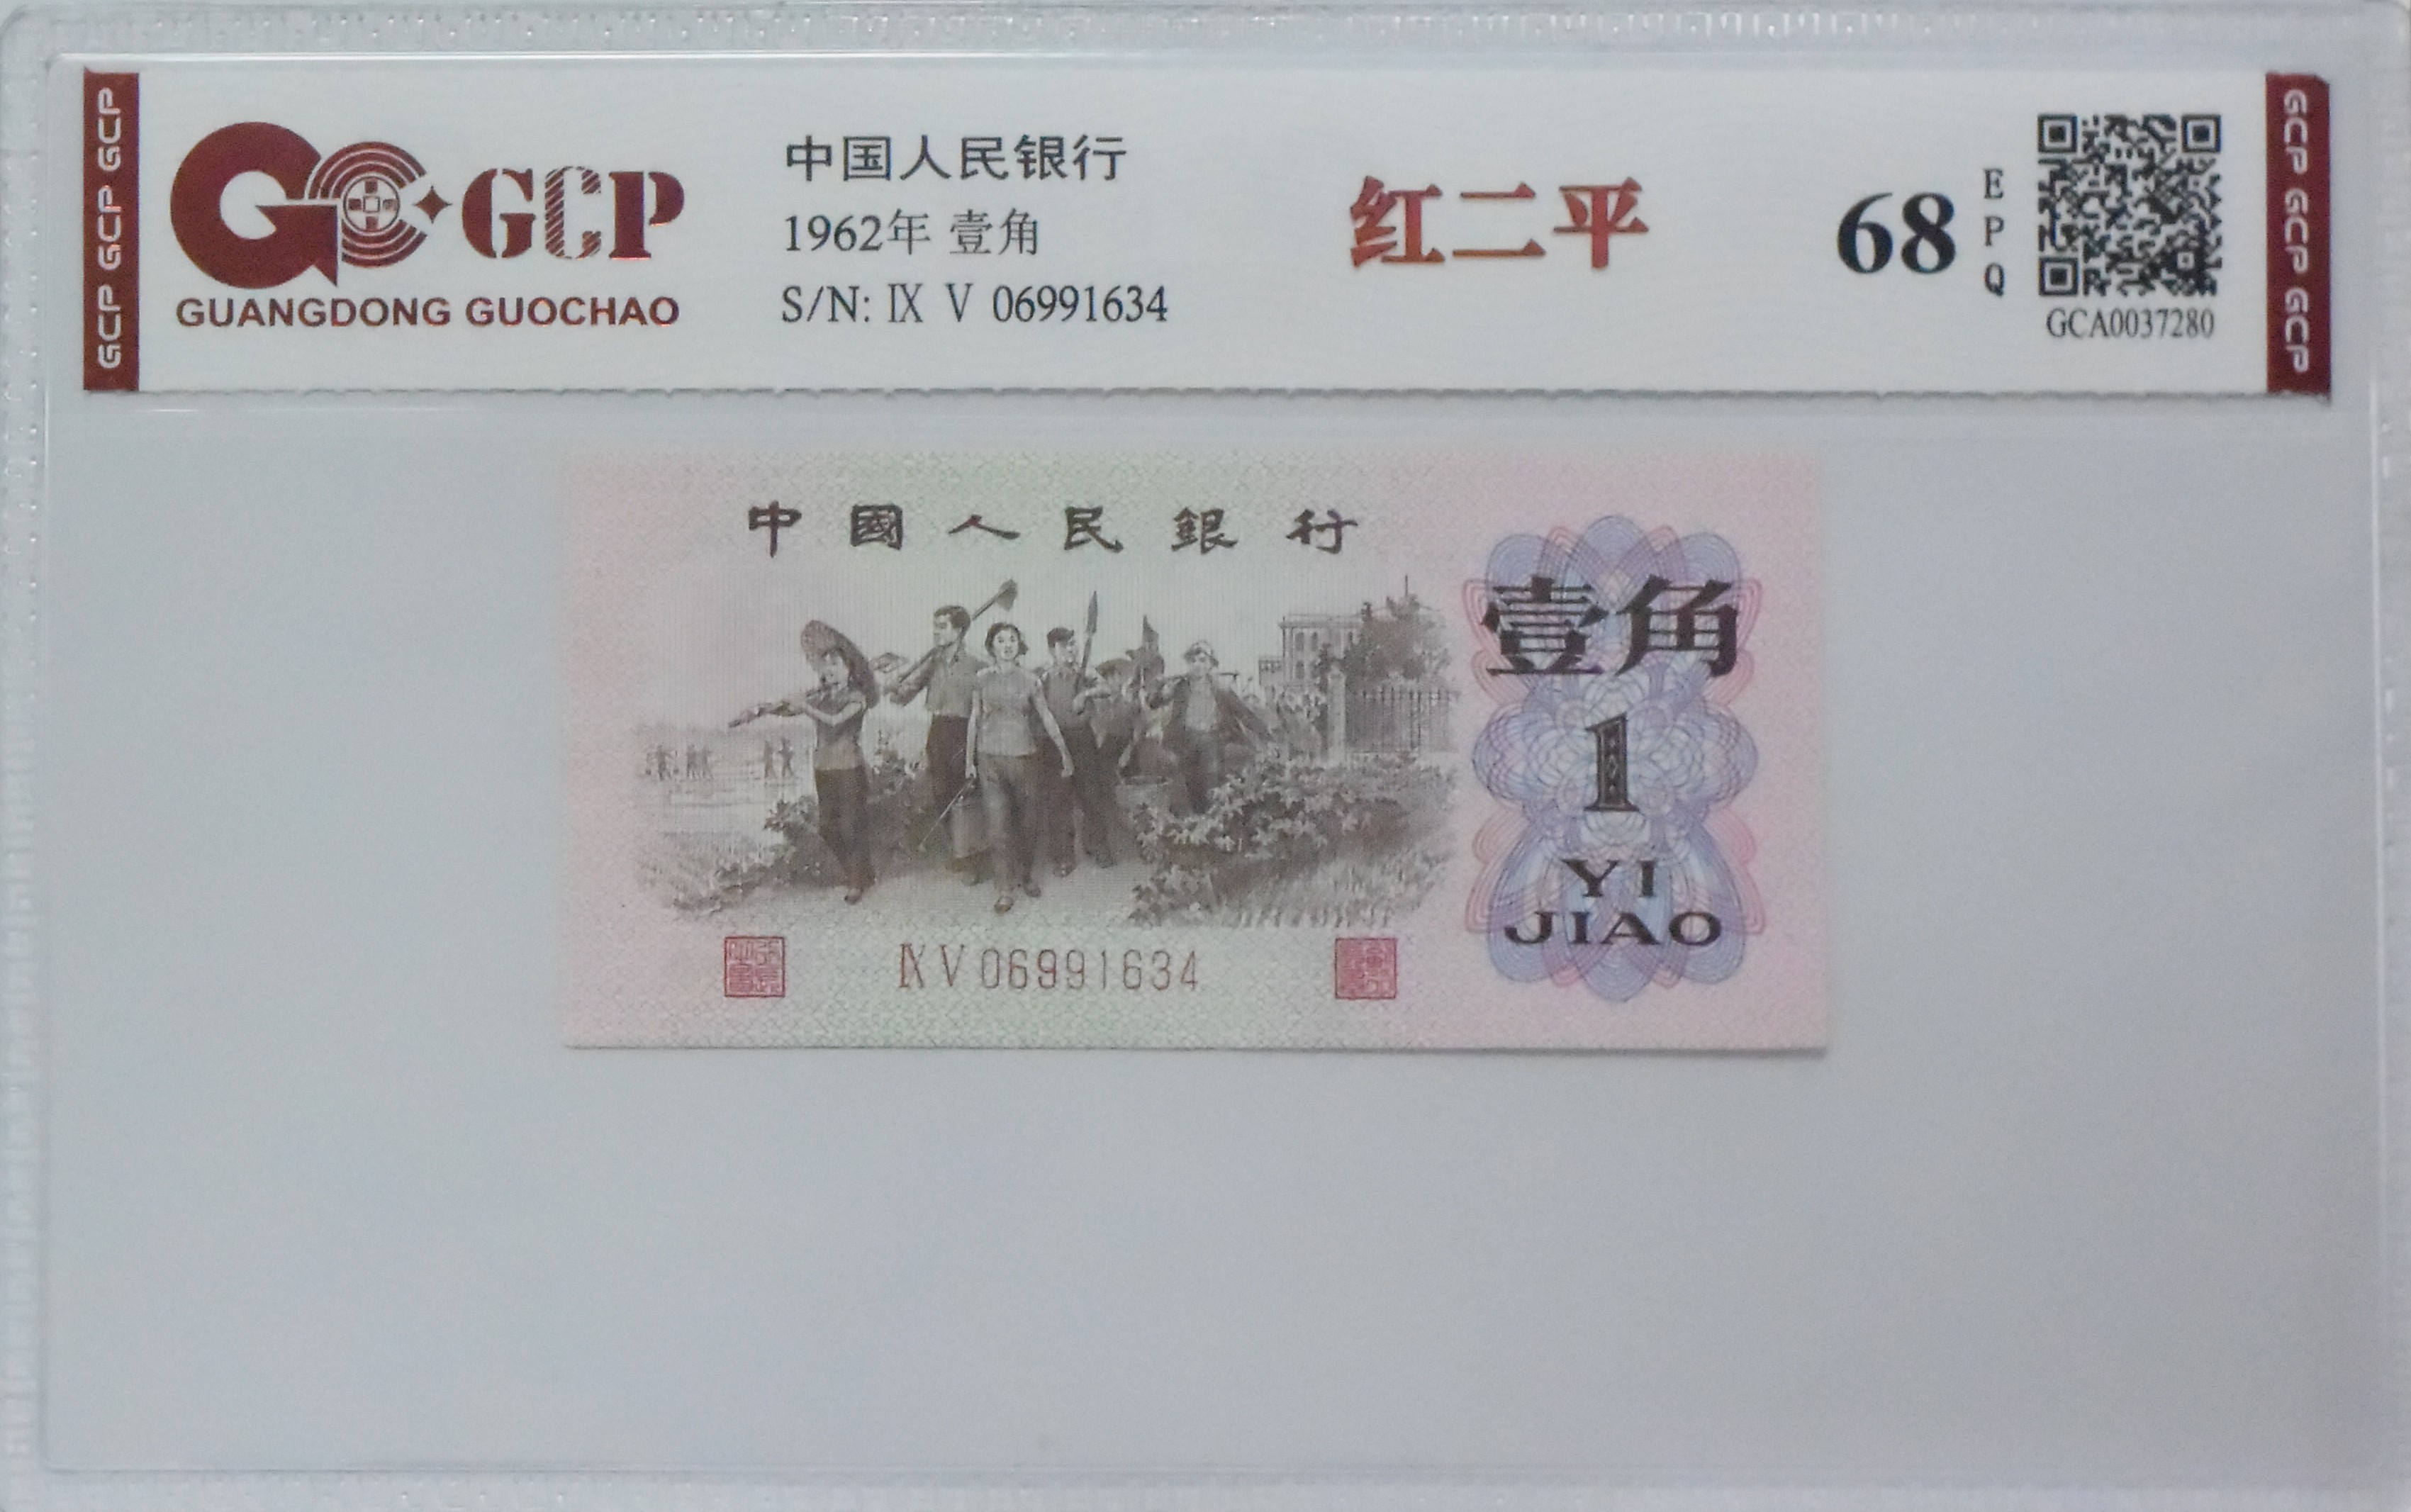 GCP GCP GCP
GCP
GUANGDONG GUOCHAO
中国人民银行
1962年 壹角
S/N: IX V 06991634
红二平
68
EPQ
GCA0037280
GCP GCP GCP
中國人民銀行
壹角
1
YI
JIAO
IX V 06991634